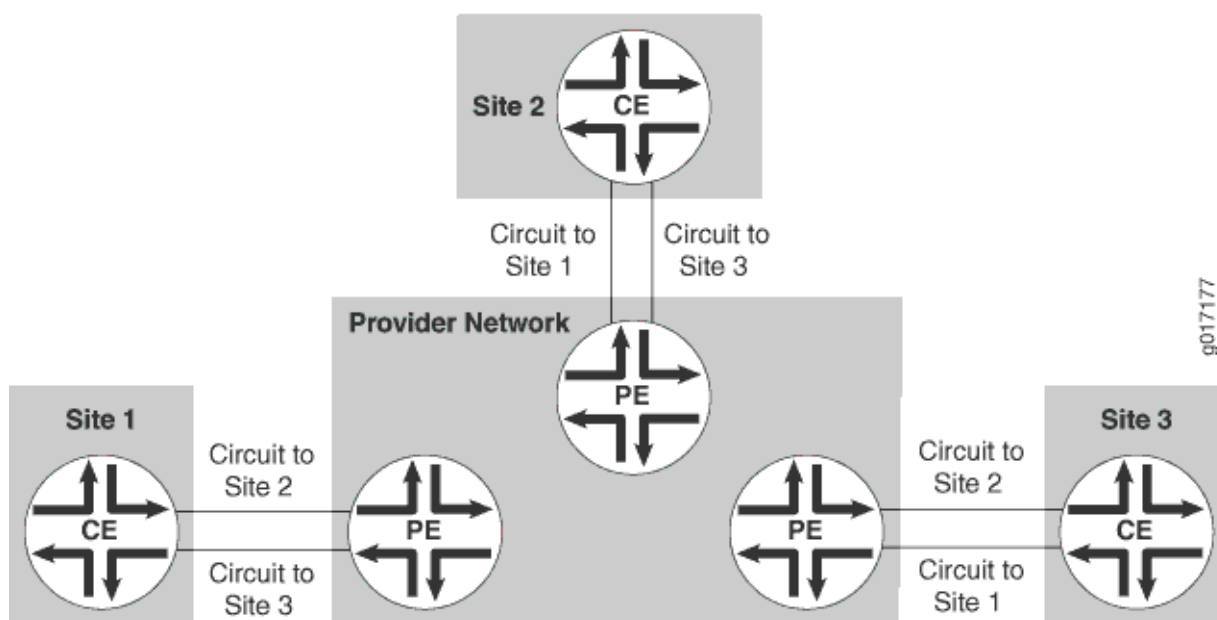 Site 2
CE
Circuit to
Site 1
Circuit to
Site 3
g017177
Provider Network
PE
Site 1
CE
Circuit to
Site 2
Circuit to
Site 3
PE
PE
Circuit to
Site 2
Circuit to
Site 1
Site 3
CE